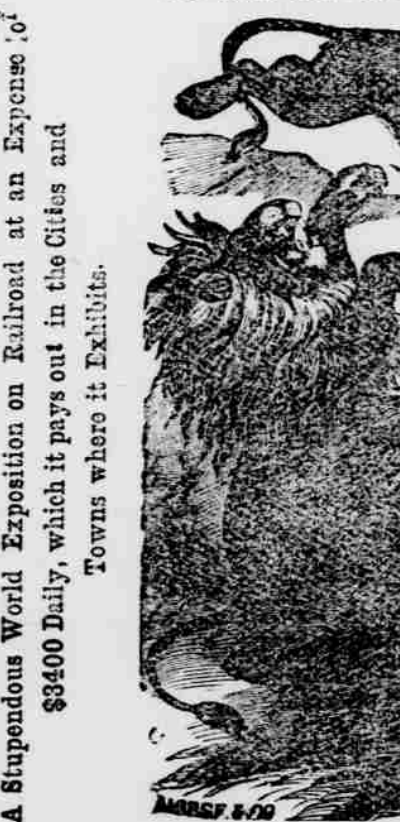 A Stupendous World Exposition on Railroad at an Expense of
$3400 Daily, which it pays out in the Cities and
Towns where it Exhibits.